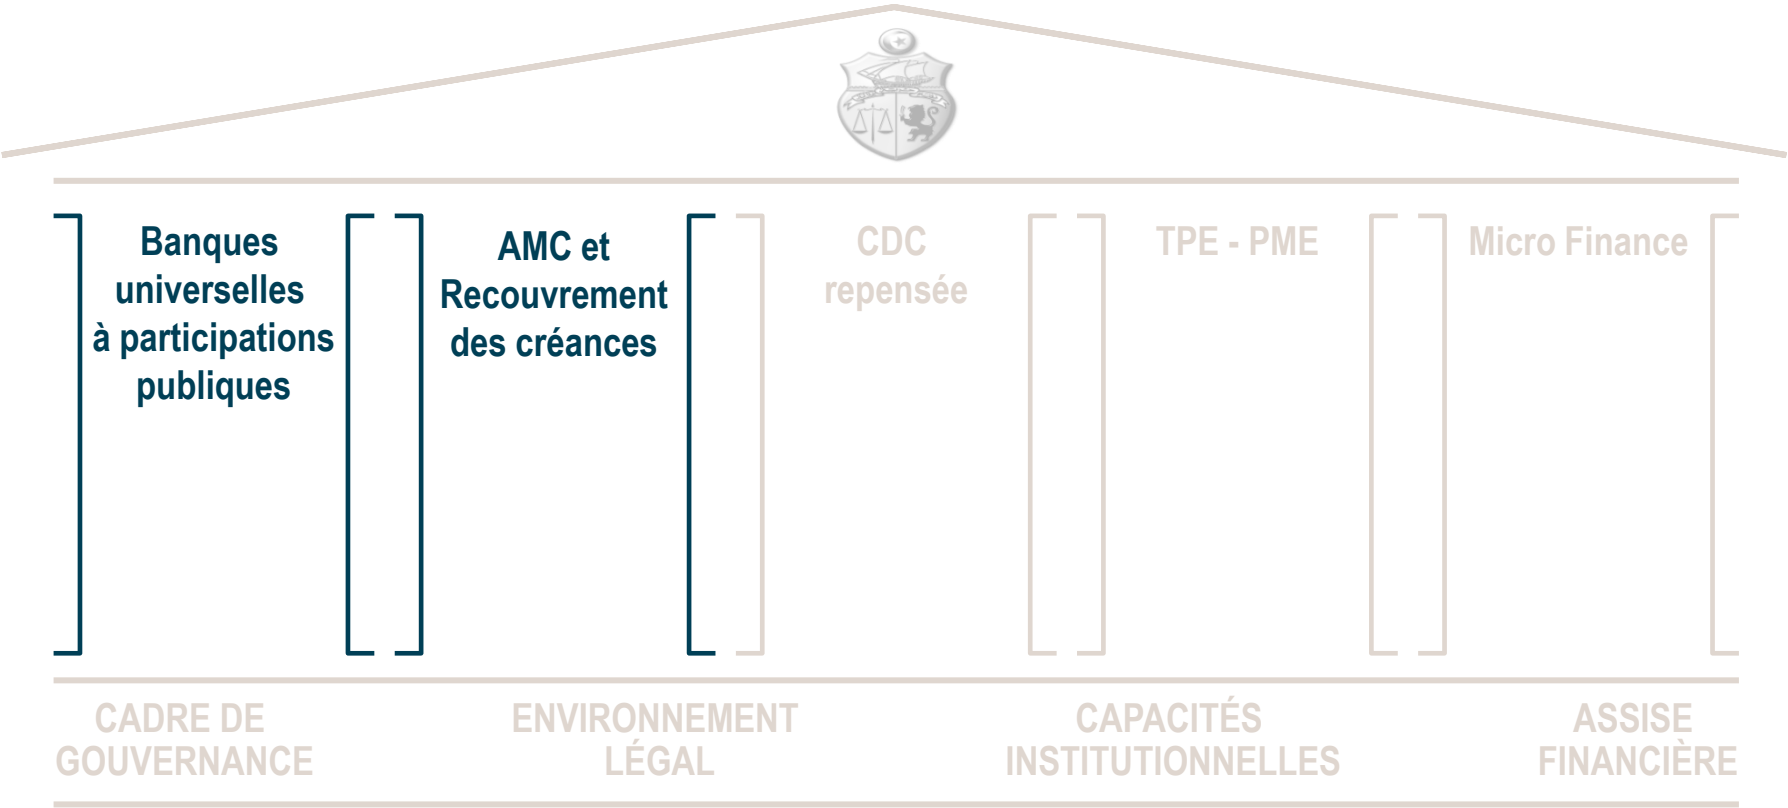 Banques
universelles
à participations
publiques
AMC et
Recouvrement
des créances
CDC
repensée
TPE - PME
Micro Finance
CADRE DE
GOUVERNANCE
ENVIRONNEMENT
LÉGAL
CAPACITÉS
INSTITUTIONNELLES
ASSISE
FINANCIÈRE